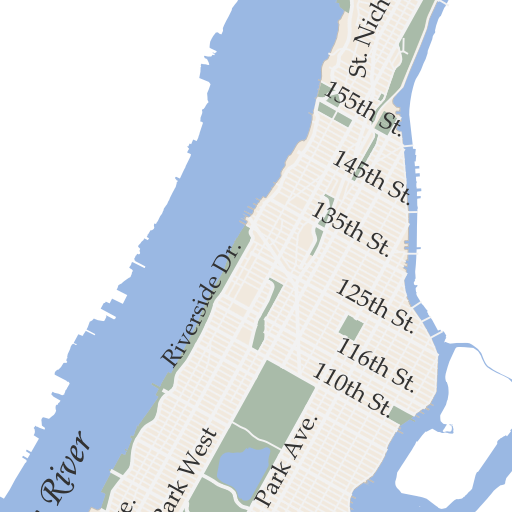 St. Nich
155th St.
145th St.
135th St.
Riverside Dr.
125th St.
116th St.
110th St.
Park West
Park Ave.
River
ve.